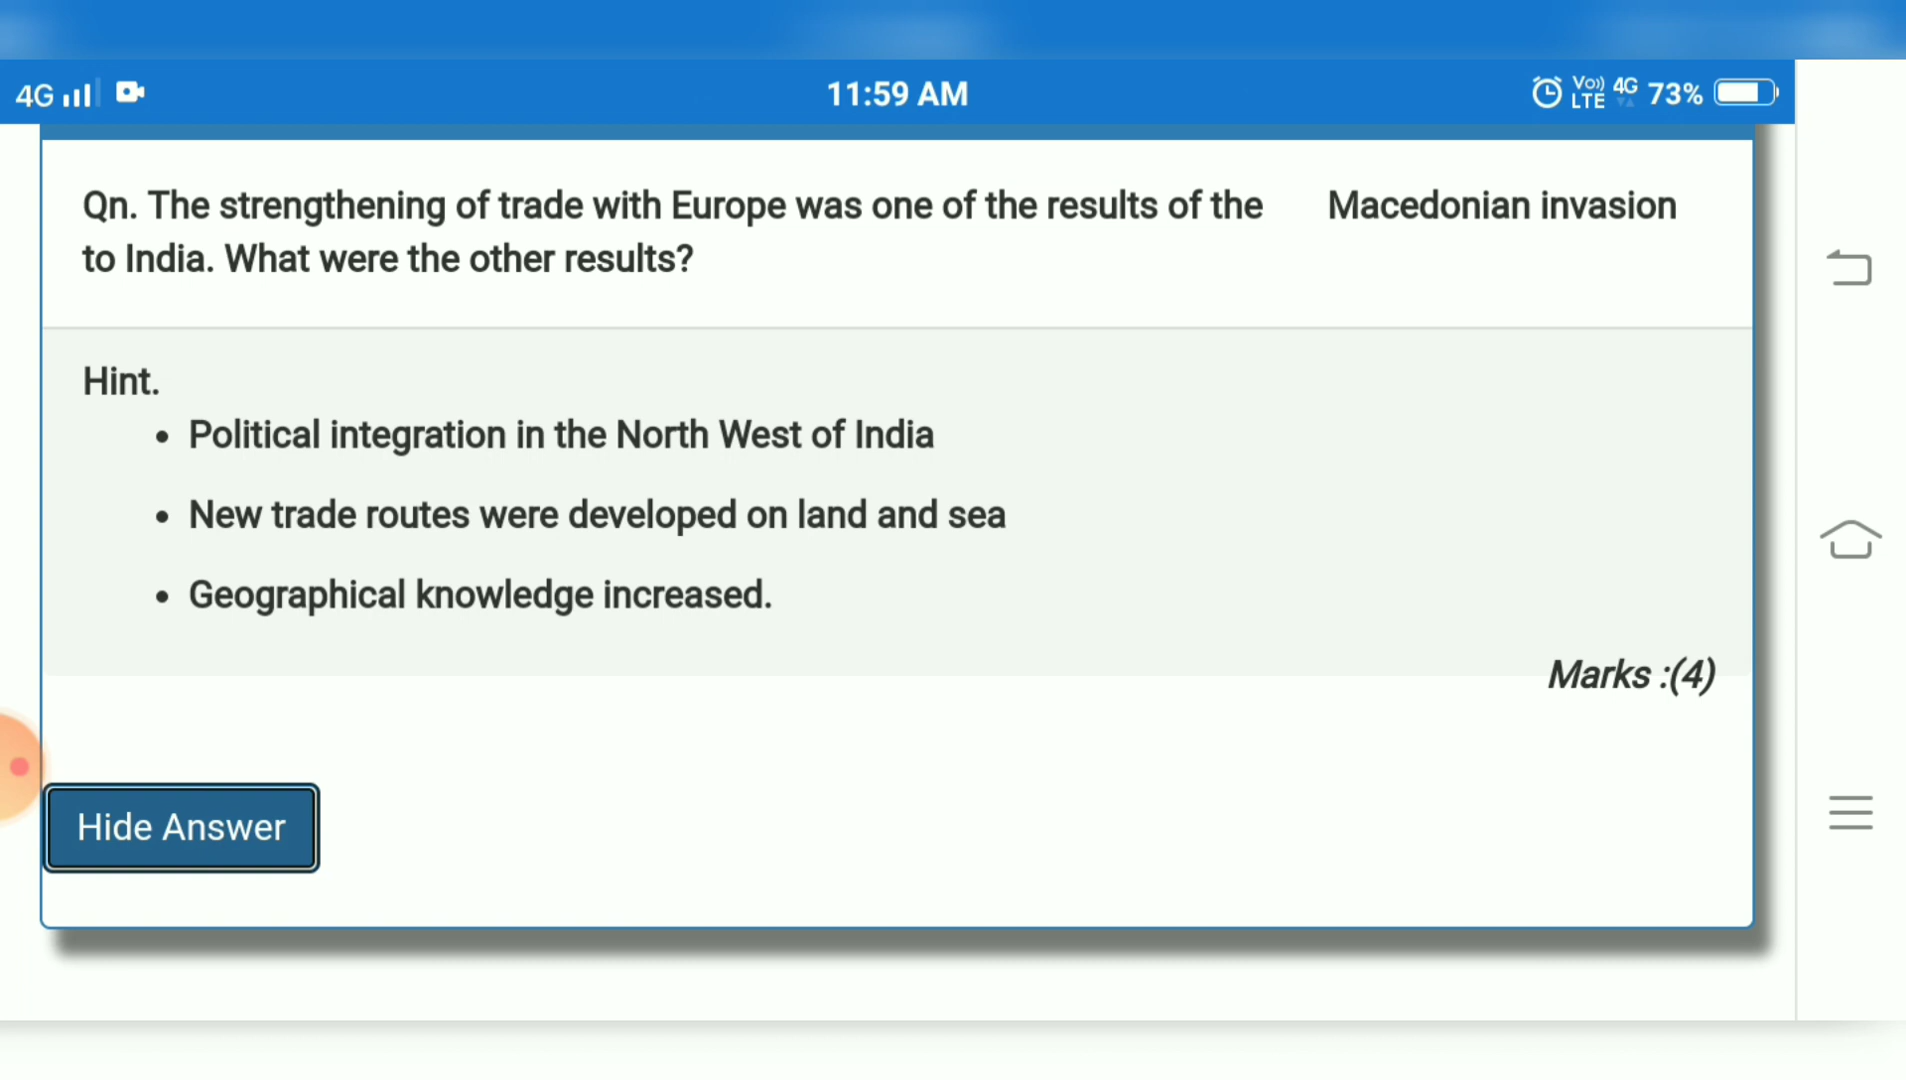 4G 11:59 AM Vo)) LTE 4G 73%
Qn. The strengthening of trade with Europe was one of the results of the Macedonian invasion
to India. What were the other results?
Hint.
• Political integration in the North West of India
• New trade routes were developed on land and sea
• Geographical knowledge increased.
Marks :(4)
Hide Answer